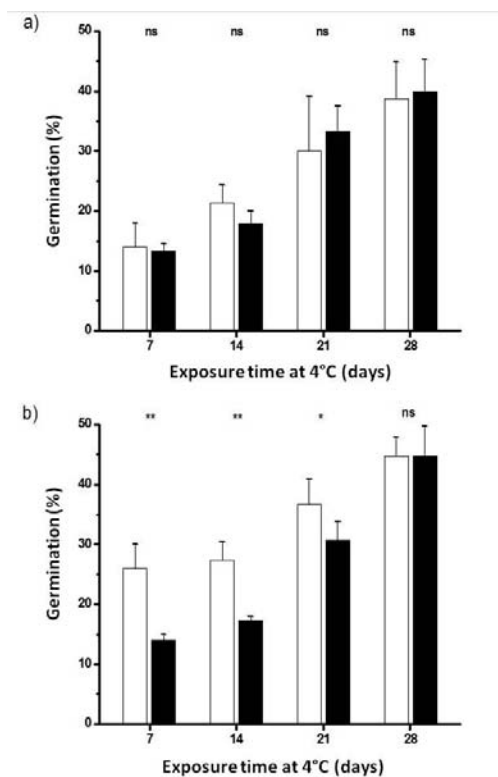 a)
ns ns ns ns
50
40
30
20
10
0
Germination (%)
7 14 21 28
Exposure time at 4°C (days)
b)
** ** * ns
50
40
30
20
10
0
Germination (%)
7 14 21 28
Exposure time at 4°C (days)